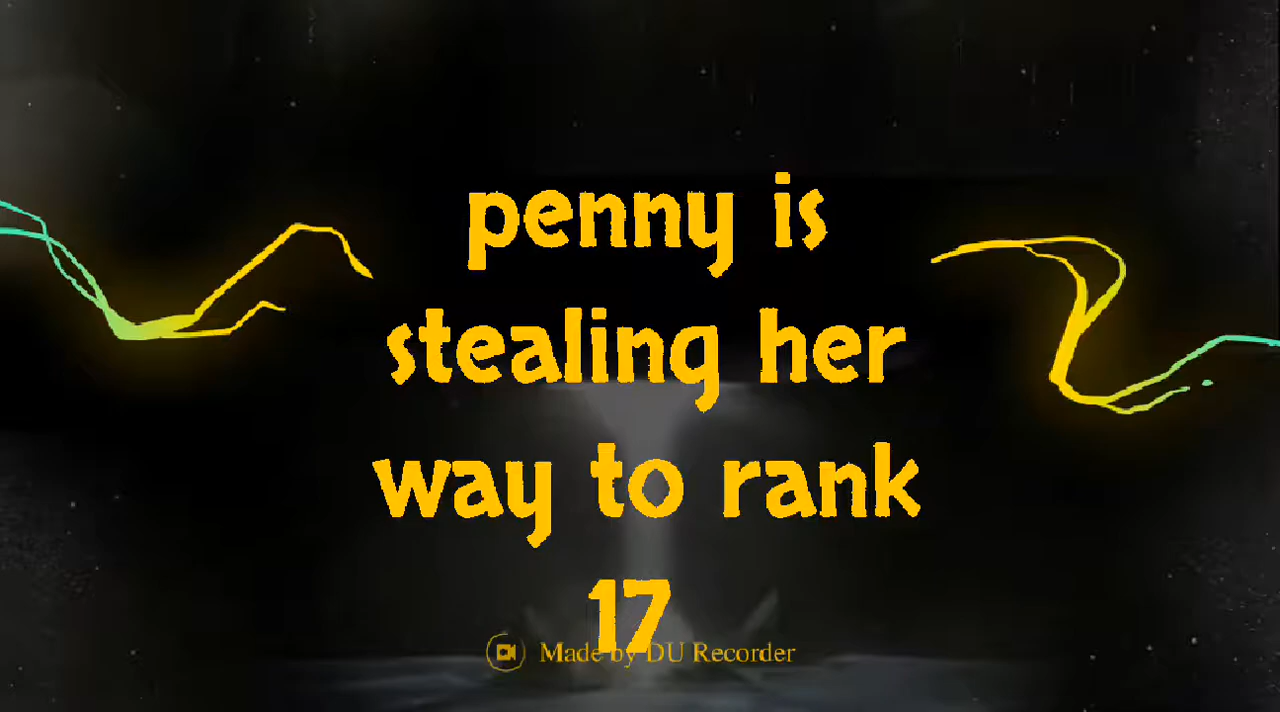 penny is
stealing her
way to rank
17
Made by DU Recorder